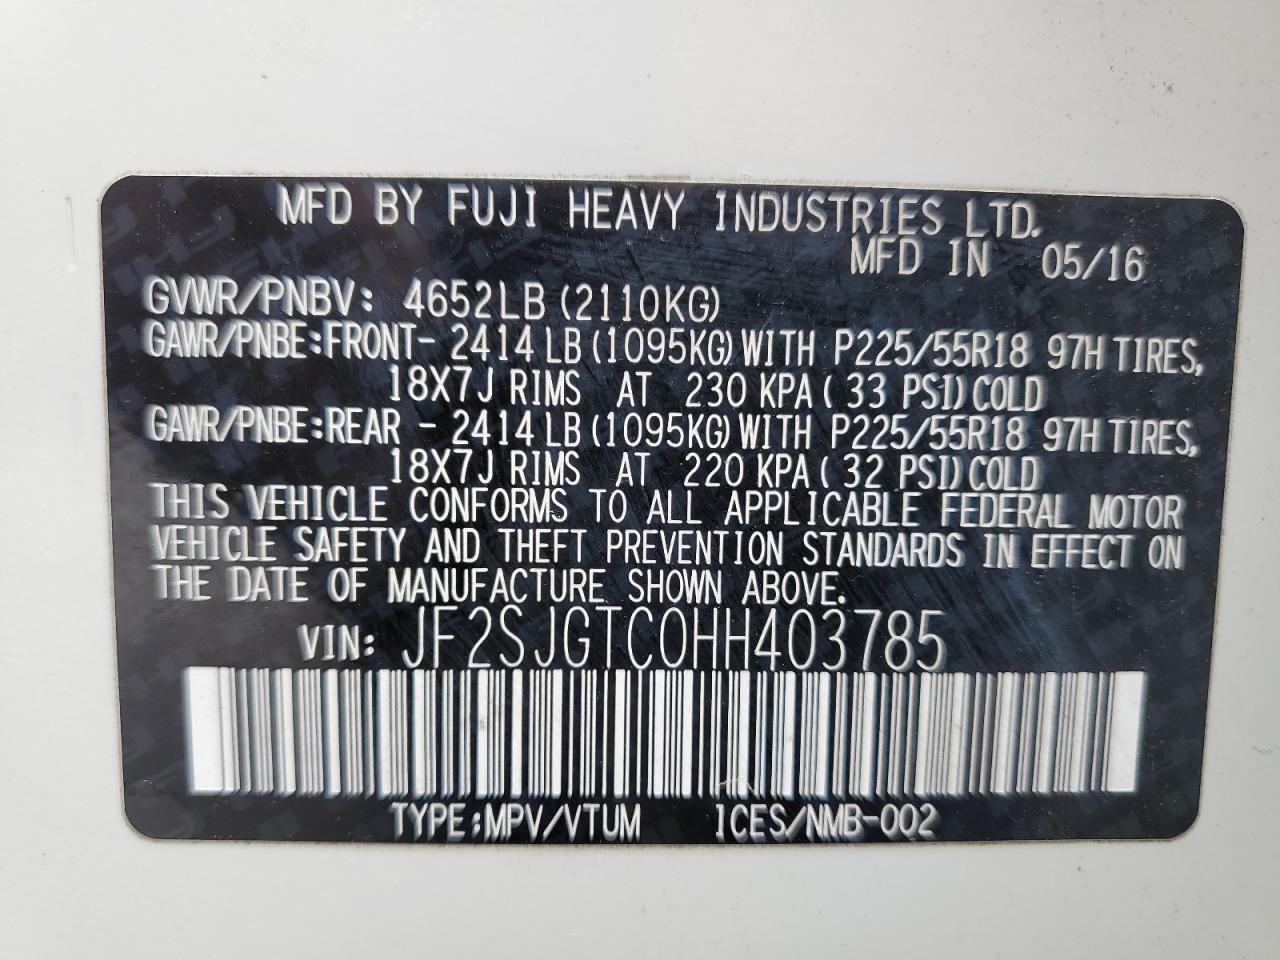 MFD BY FUJI HEAVY INDUSTRIES LTD.
MFD IN 05/16
GVWR/PNBV: 4652LB (2110KG)
GAWR/PNBE:FRONT- 2414 LB (1095KG) WITH P225/55R18 97H TIRES,
18X7J RIMS AT 230 KPA ( 33 PSI) COLD
GAWR/PNBE:REAR - 2414 LB (1095KG) WITH P225/55R18 97H TIRES,
18X7J RIMS AT 220 KPA ( 32 PSI) COLD
THIS VEHICLE CONFORMS TO ALL APPLICABLE FEDERAL MOTOR
VEHICLE SAFETY AND THEFT PREVENTION STANDARDS IN EFFECT ON
THE DATE OF MANUFACTURE SHOWN ABOVE.
VIN: JF2SJGTC0HH403785
TYPE:MPV/VTUM ICES/NMB-002